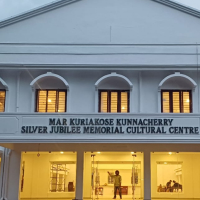 MAR KURIAKOSE KUNNACHERRY
SILVER JUBILEE MEMORIAL CULTURAL CENTRE